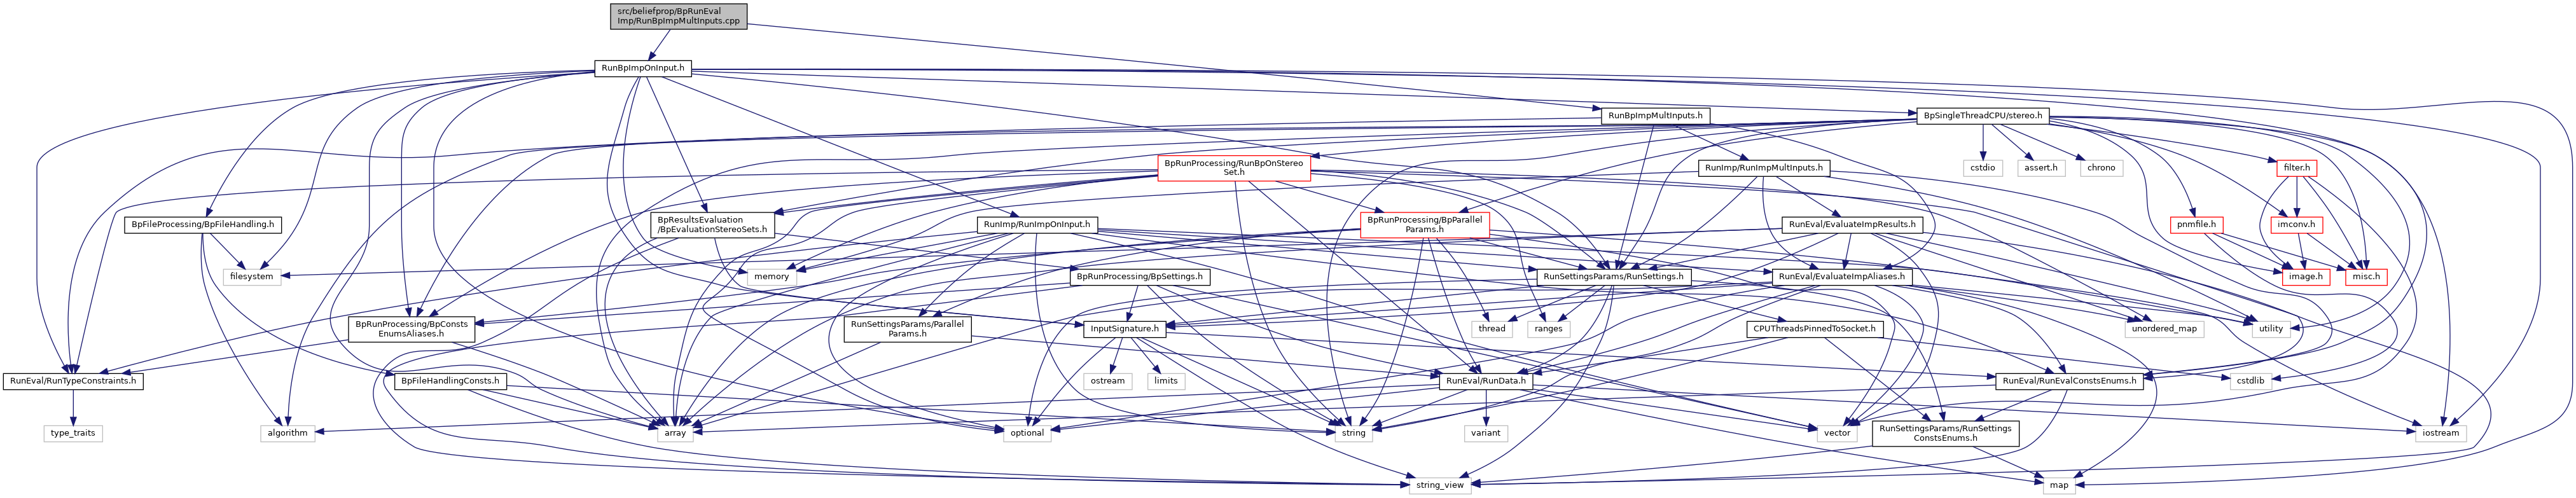 src/beliefprop/BpRunEval
Imp/RunBpImpMultInputs.cpp
RunBpImpOnInput.h
RunBpImpMultInputs.h
BpSingleThreadCPU/stereo.h
BpRunProcessing/RunBpOnStereo
Set.h
RunImp/RunImpMultInputs.h
cstdio
assert.h
chrono
filter.h
BpFileProcessing/BpFileHandling.h
BpResultsEvaluation
/BpEvaluationStereoSets.h
RunImp/RunImpOnInput.h
BpRunProcessing/BpParallel
Params.h
RunEval/EvaluateImpResults.h
pnmfile.h
imconv.h
filesystem
memory
BpRunProcessing/BpSettings.h
RunSettingsParams/RunSettings.h
RunEval/EvaluateImpAliases.h
image.h
misc.h
BpRunProcessing/BpConsts
EnumsAliases.h
RunSettingsParams/Parallel
Params.h
InputSignature.h
thread
ranges
CPUThreadsPinnedToSocket.h
unordered_map
utility
RunEval/RunTypeConstraints.h
BpFileHandlingConsts.h
ostream
limits
RunEval/RunData.h
RunEval/RunEvalConstsEnums.h
cstdlib
type_traits
algorithm
array
optional
string
variant
vector
RunSettingsParams/RunSettings
ConstsEnums.h
iostream
string_view
map